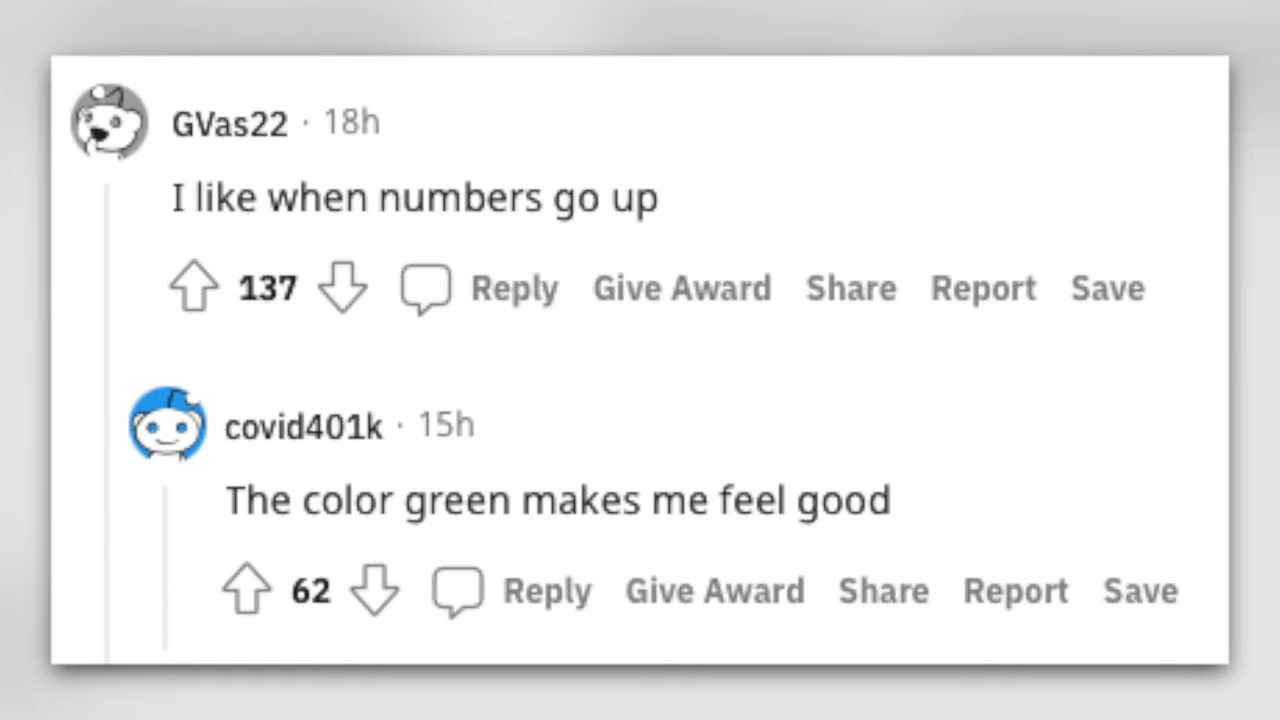 GVas22 · 18h
I like when numbers go up
137 Reply Give Award Share Report Save
covid401k · 15h
The color green makes me feel good
62 Reply Give Award Share Report Save